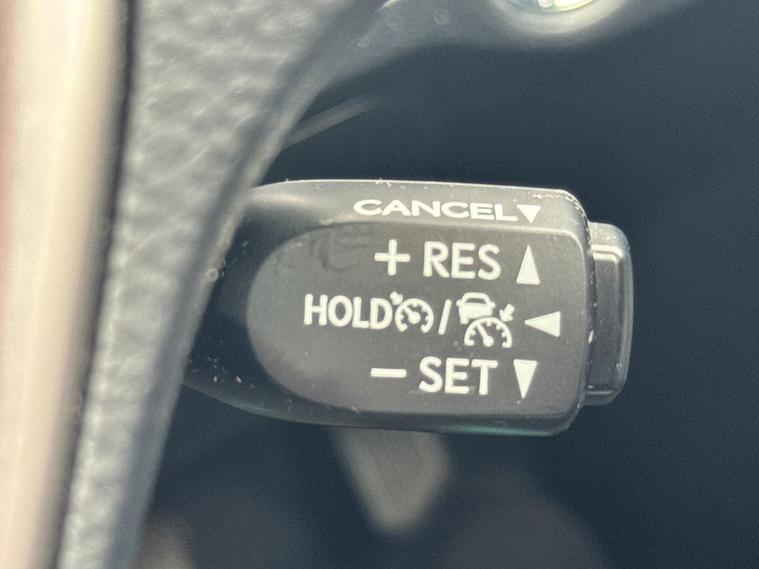 CANCEL▼
+ RES ▲
HOLD / ◀
− SET ▼